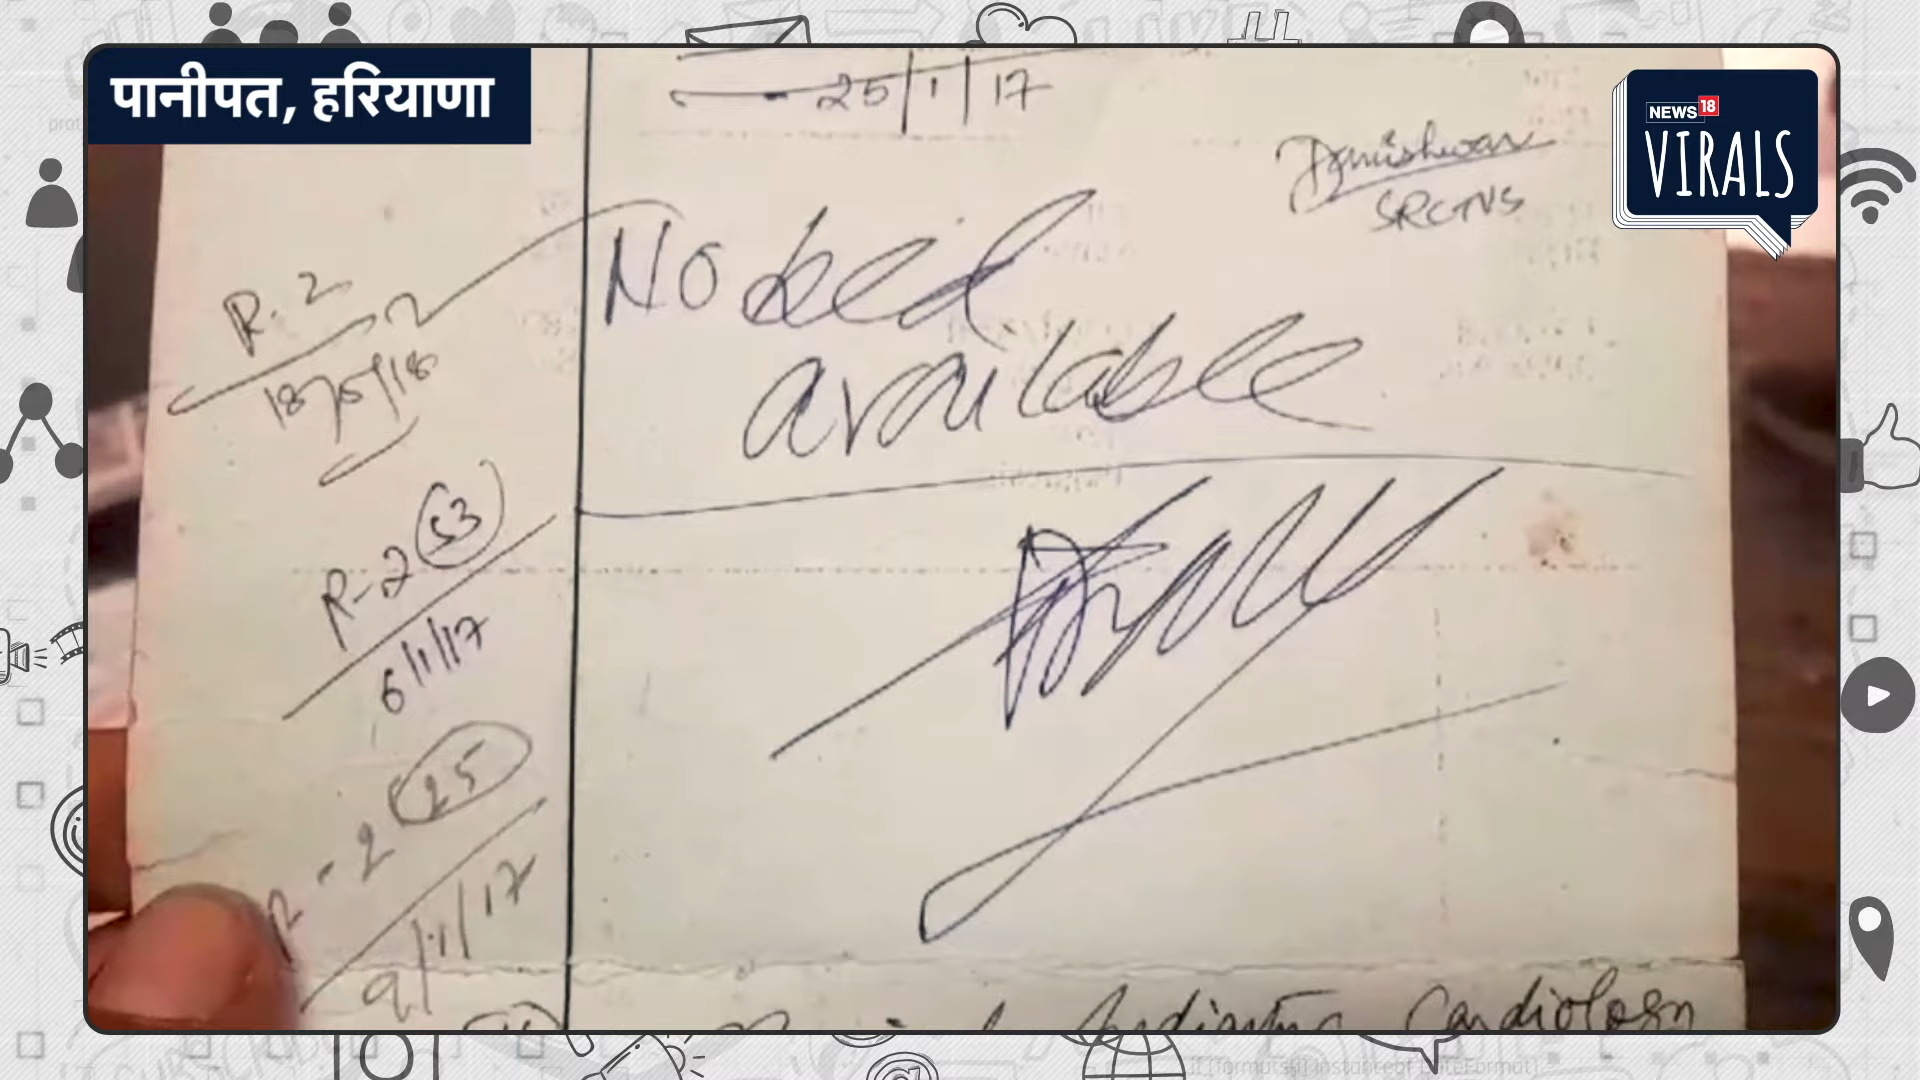 पानीपत, हरियाणा
NEWS18
VIRALS
25/1/17
SRCTVS
No bed
available
R-2
18/5/18
R-2 53
6/1/17
R-2 25
9/1/17
Cardiology